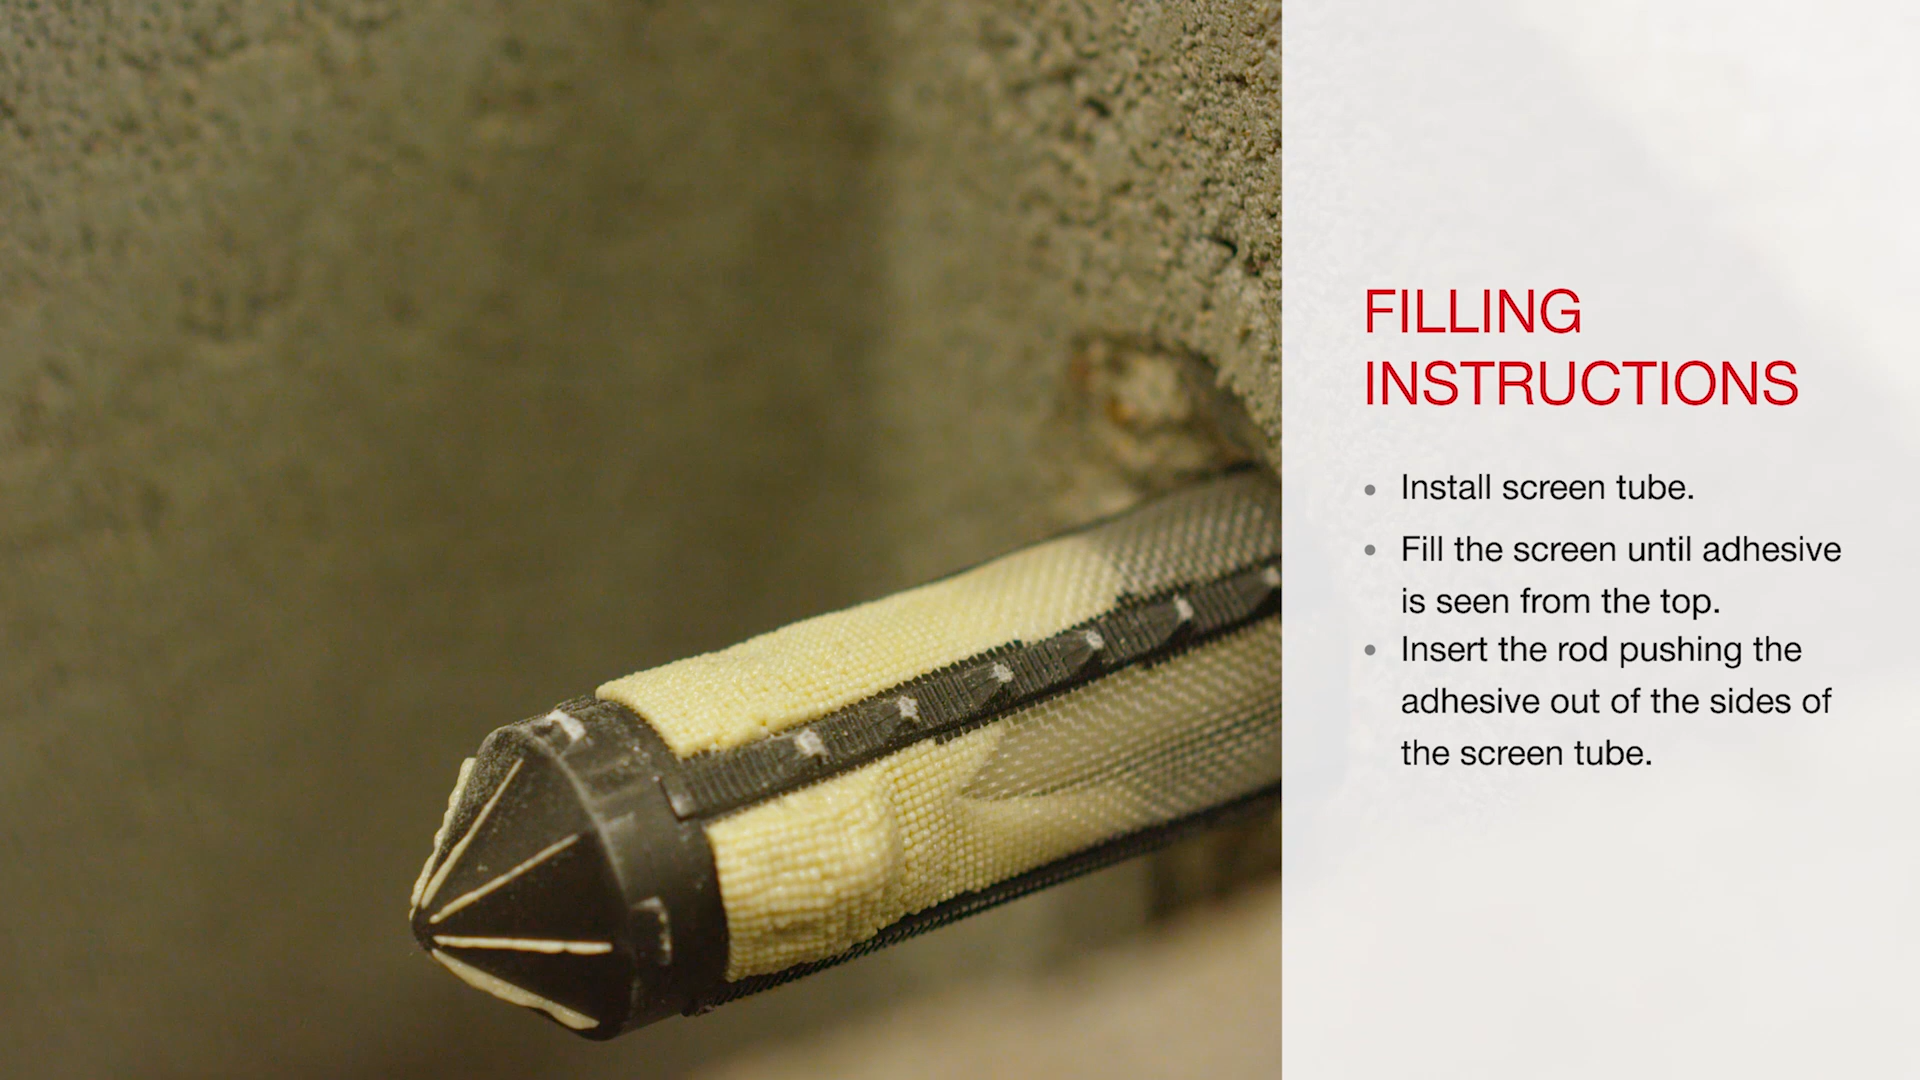 FILLING
INSTRUCTIONS
• Install screen tube.
• Fill the screen until adhesive
is seen from the top.
• Insert the rod pushing the
adhesive out of the sides of
the screen tube.